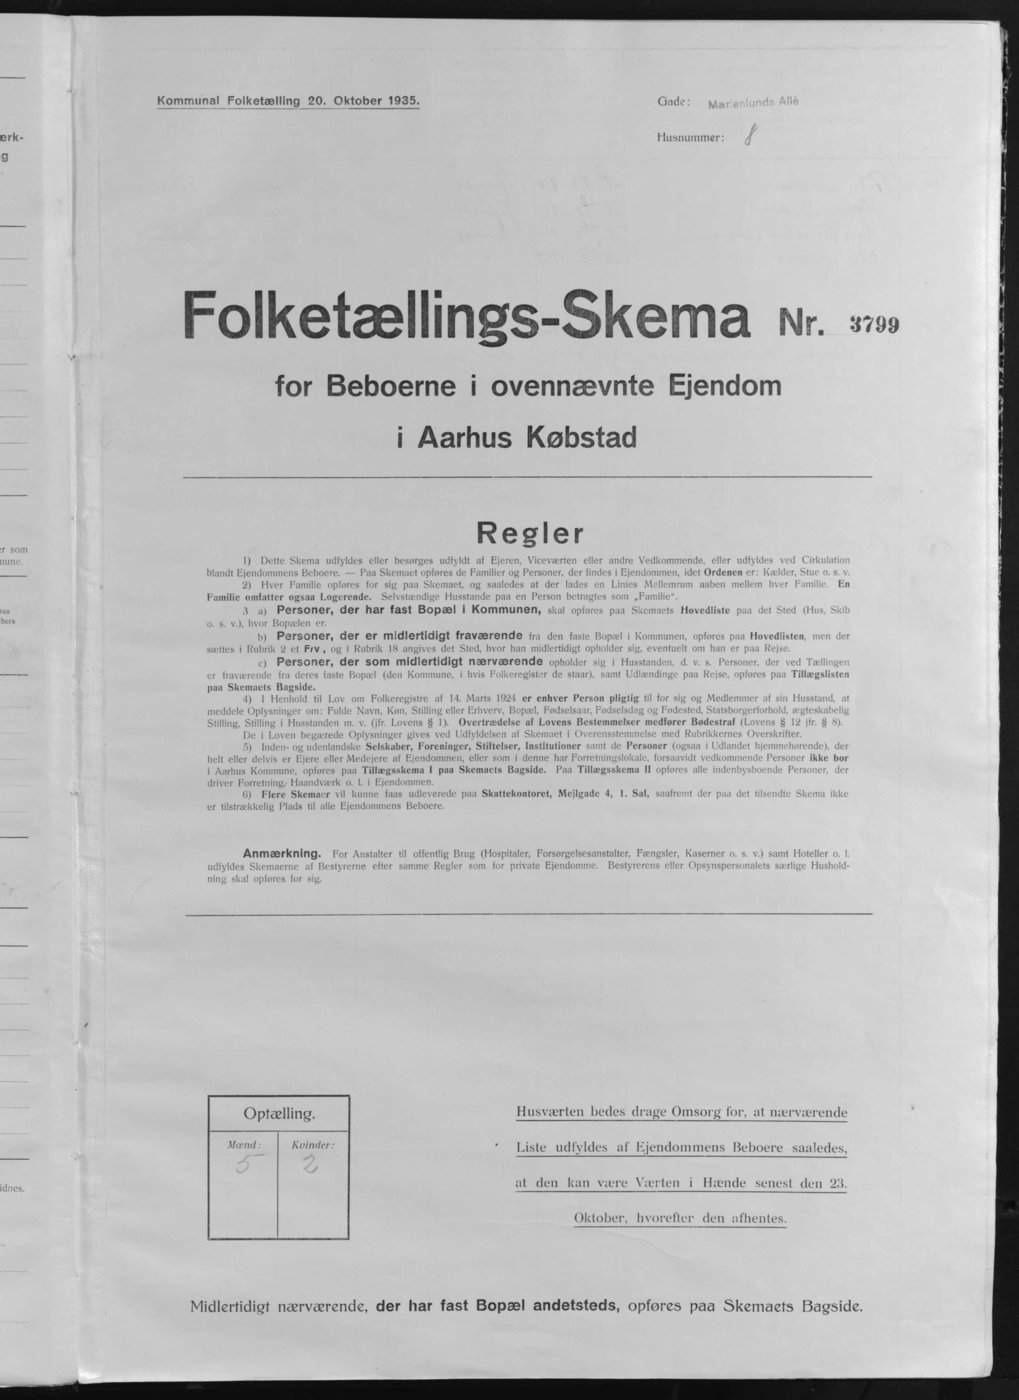 Kommunal Folketælling 20. Oktober 1935.
Gade: Marienlunds Allé
Husnummer: 8
Folketællings-Skema Nr. 3799
for Beboerne i ovennævnte Ejendom
i Aarhus Købstad
Regler
1) Dette Skema udfyldes eller besørges udfyldt af Ejeren, Viceværten eller andre Vedkommende, eller udfyldes ved Cirkulation
blandt Ejendommens Beboere. — Paa Skemaet opføres de Familier og Personer, der findes i Ejendommen, idet Ordenen er: Kælder, Stue o. s. v.
2) Hver Familie opføres for sig paa Skemaet, og saaledes at der lades en Linies Mellemrum aaben mellem hver Familie. En
Familie omfatter ogsaa Logerende. Selvstændige Husstande paa en Person betragtes som „Familie".
3 a) Personer, der har fast Bopæl i Kommunen, skal opføres paa Skemaets Hovedliste paa det Sted (Hus, Skib
o. s. v.), hvor Bopælen er.
b) Personer, der er midlertidigt fraværende fra den faste Bopæl i Kommunen, opføres paa Hovedlisten, men der
sættes i Rubrik 2 et Frv, og i Rubrik 18 angives det Sted, hvor han midlertidigt opholder sig, eventuelt om han er paa Rejse.
c) Personer, der som midlertidigt nærværende opholder sig i Husstanden, d. v. s. Personer, der ved Tællingen
er fraværende fra deres faste Bopæl (den Kommune, i hvis Folkeregister de staar), samt Udlændinge paa Rejse, opføres paa Tillægslisten
paa Skemaets Bagside.
4) I Henhold til Lov om Folkeregistre af 14. Marts 1924 er enhver Person pligtig til for sig og Medlemmer af sin Husstand, at
meddele Oplysninger om: Fulde Navn, Køn, Stilling eller Erhverv, Bopæl, Fødselsaar, Fødselsdag og Fødested, Statsborgerforhold, ægteskabelig
Stilling, Stilling i Husstanden m. v. (jfr. Lovens § 1). Overtrædelse af Lovens Bestemmelser medfører Bødestraf (Lovens § 12 jfr. § 8).
De i Loven begærede Oplysninger gives ved Udfyldelsen af Skemaet i Overensstemmelse med Rubrikkernes Overskrifter.
5) Inden- og udenlandske Selskaber, Foreninger, Stiftelser, Institutioner samt de Personer (ogsaa i Udlandet hjemmehørende), der
helt eller delvis er Ejere eller Medejere af Ejendommen, eller som i denne har Forretningslokale, forsaavidt vedkommende Personer ikke bor
i Aarhus Kommune, opføres paa Tillægsskema I paa Skemaets Bagside. Paa Tillægsskema II opføres alle indenbysboende Personer, der
driver Forretning, Haandværk o. l. i Ejendommen.
6) Flere Skemaer vil kunne faas udleverede paa Skattekontoret, Mejlgade 4, 1. Sal, saafremt der paa det tilsendte Skema ikke
er tilstrækkelig Plads til alle Ejendommens Beboere.
Anmærkning. For Anstalter til offentlig Brug (Hospitaler, Forsørgelsesanstalter, Fængsler, Kaserner o. s. v.) samt Hoteller o. l.
udfyldes Skemaerne af Bestyrerne efter samme Regler som for private Ejendomme. Bestyrerens eller Opsynspersonalets særlige Hushold-
ning skal opføres for sig.
Optælling.
Mænd: Kvinder:
5 2
Husværten bedes drage Omsorg for, at nærværende
Liste udfyldes af Ejendommens Beboere saaledes,
at den kan være Værten i Hænde senest den 23.
Oktober, hvorefter den afhentes.
Midlertidigt nærværende, der har fast Bopæl andetsteds, opføres paa Skemaets Bagside.